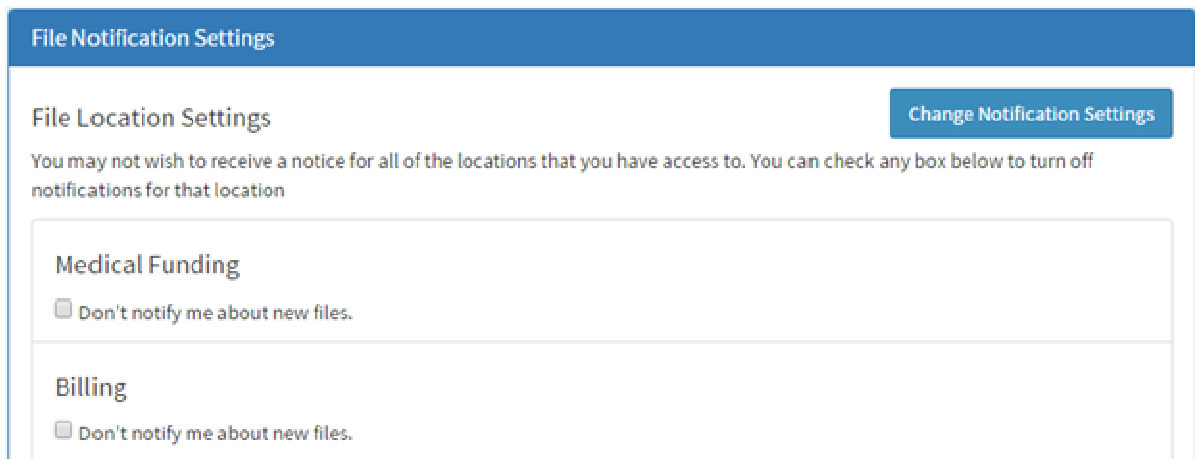 File Notification Settings
File Location Settings
Change Notification Settings
You may not wish to receive a notice for all of the locations that you have access to. You can check any box below to turn off
notifications for that location
Medical Funding
Don't notify me about new files.
Billing
Don't notify me about new files.